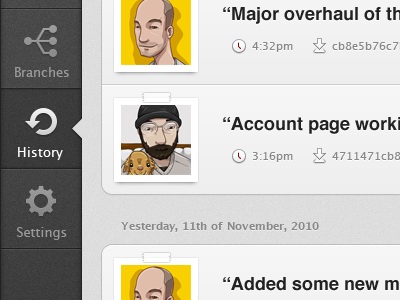 “Major overhaul of th
4:32pm cb8e5b76c7
Branches
“Account page worki
History
3:16pm 4711471cb8
Yesterday, 11th of November, 2010
Settings
“Added some new m